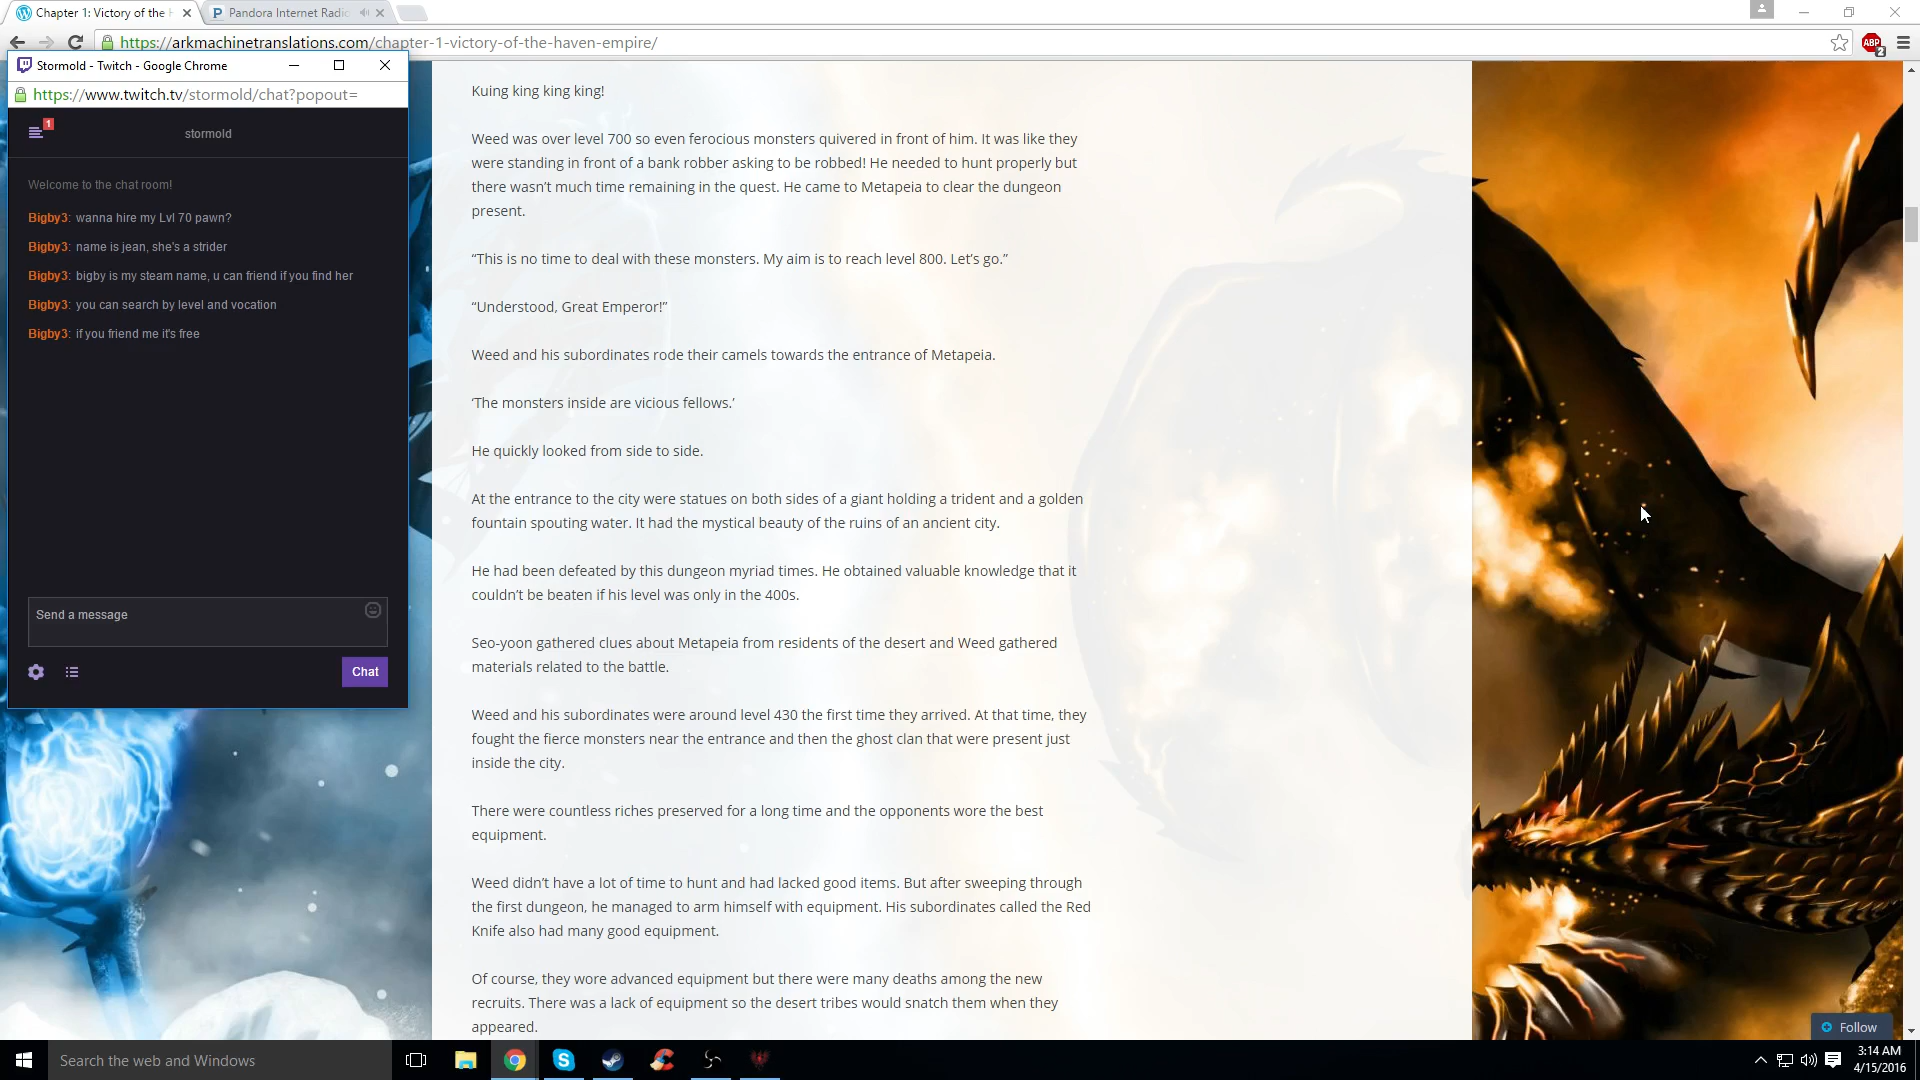 Chapter 1: Victory of the H
Pandora Internet Radio
https://arkmachinetranslations.com/chapter-1-victory-of-the-haven-empire/
ABP
2
Stormold - Twitch - Google Chrome
https://www.twitch.tv/stormold/chat?popout=
1
stormold
Welcome to the chat room!
Bigby3: wanna hire my Lvl 70 pawn?
Bigby3: name is jean, she's a strider
Bigby3: bigby is my steam name, u can friend if you find her
Bigby3: you can search by level and vocation
Bigby3: if you friend me it's free
Send a message
Chat
Kuing king king king!
Weed was over level 700 so even ferocious monsters quivered in front of him. It was like they
were standing in front of a bank robber asking to be robbed! He needed to hunt properly but
there wasn’t much time remaining in the quest. He came to Metapeia to clear the dungeon
present.
“This is no time to deal with these monsters. My aim is to reach level 800. Let’s go.”
“Understood, Great Emperor!”
Weed and his subordinates rode their camels towards the entrance of Metapeia.
‘The monsters inside are vicious fellows.’
He quickly looked from side to side.
At the entrance to the city were statues on both sides of a giant holding a trident and a golden
fountain spouting water. It had the mystical beauty of the ruins of an ancient city.
He had been defeated by this dungeon myriad times. He obtained valuable knowledge that it
couldn’t be beaten if his level was only in the 400s.
Seo-yoon gathered clues about Metapeia from residents of the desert and Weed gathered
materials related to the battle.
Weed and his subordinates were around level 430 the first time they arrived. At that time, they
fought the fierce monsters near the entrance and then the ghost clan that were present just
inside the city.
There were countless riches preserved for a long time and the opponents wore the best
equipment.
Weed didn’t have a lot of time to hunt and had lacked good items. But after sweeping through
the first dungeon, he managed to arm himself with equipment. His subordinates called the Red
Knife also had many good equipment.
Of course, they wore advanced equipment but there were many deaths among the new
recruits. There was a lack of equipment so the desert tribes would snatch them when they
appeared.
Follow
Search the web and Windows
3:14 AM
4/15/2016